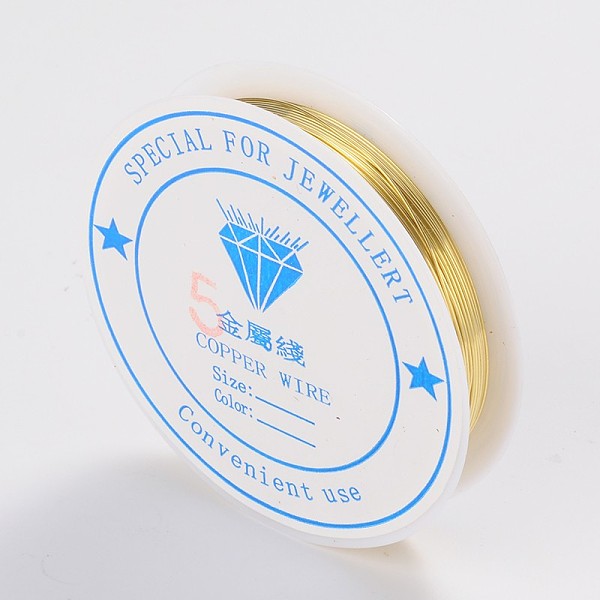 SPECIAL FOR JEWELLERT
5
金屬綫
COPPER WIRE
Size:
Color:
Convenient use